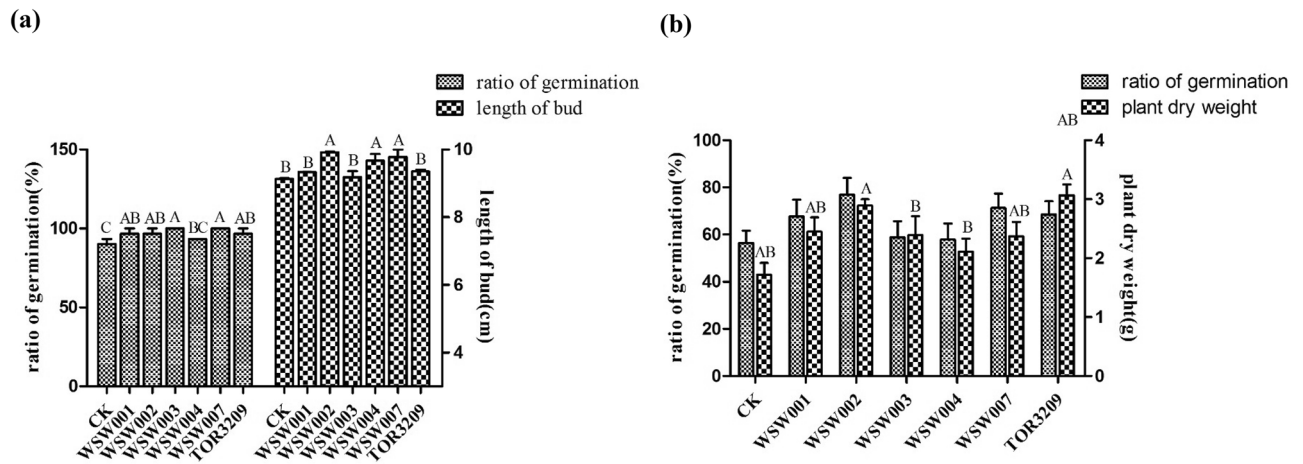 (a)
ratio of germination
length of bud
ratio of germination(%)
150
100
50
0
C AB AB A BC A AB
B B A B A A B
10
8
6
4
length of bud(cm)
CK WSW001 WSW002 WSW003 WSW004 WSW007 TOR3209
CK WSW001 WSW002 WSW003 WSW004 WSW007 TOR3209
(b)
ratio of germination
plant dry weight
ratio of germination(%)
100
80
60
40
20
0
AB AB A B B AB A
AB
4
3
2
1
0
plant dry weight(g)
CK WSW001 WSW002 WSW003 WSW004 WSW007 TOR3209